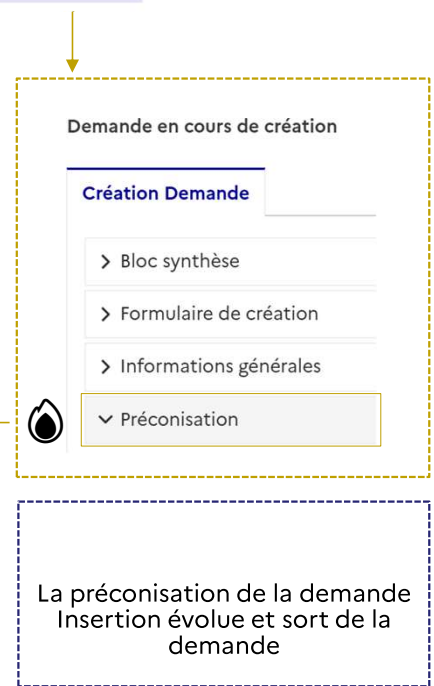 Demande en cours de création
Création Demande
Bloc synthèse
Formulaire de création
Informations générales
Préconisation
La préconisation de la demande
Insertion évolue et sort de la
demande